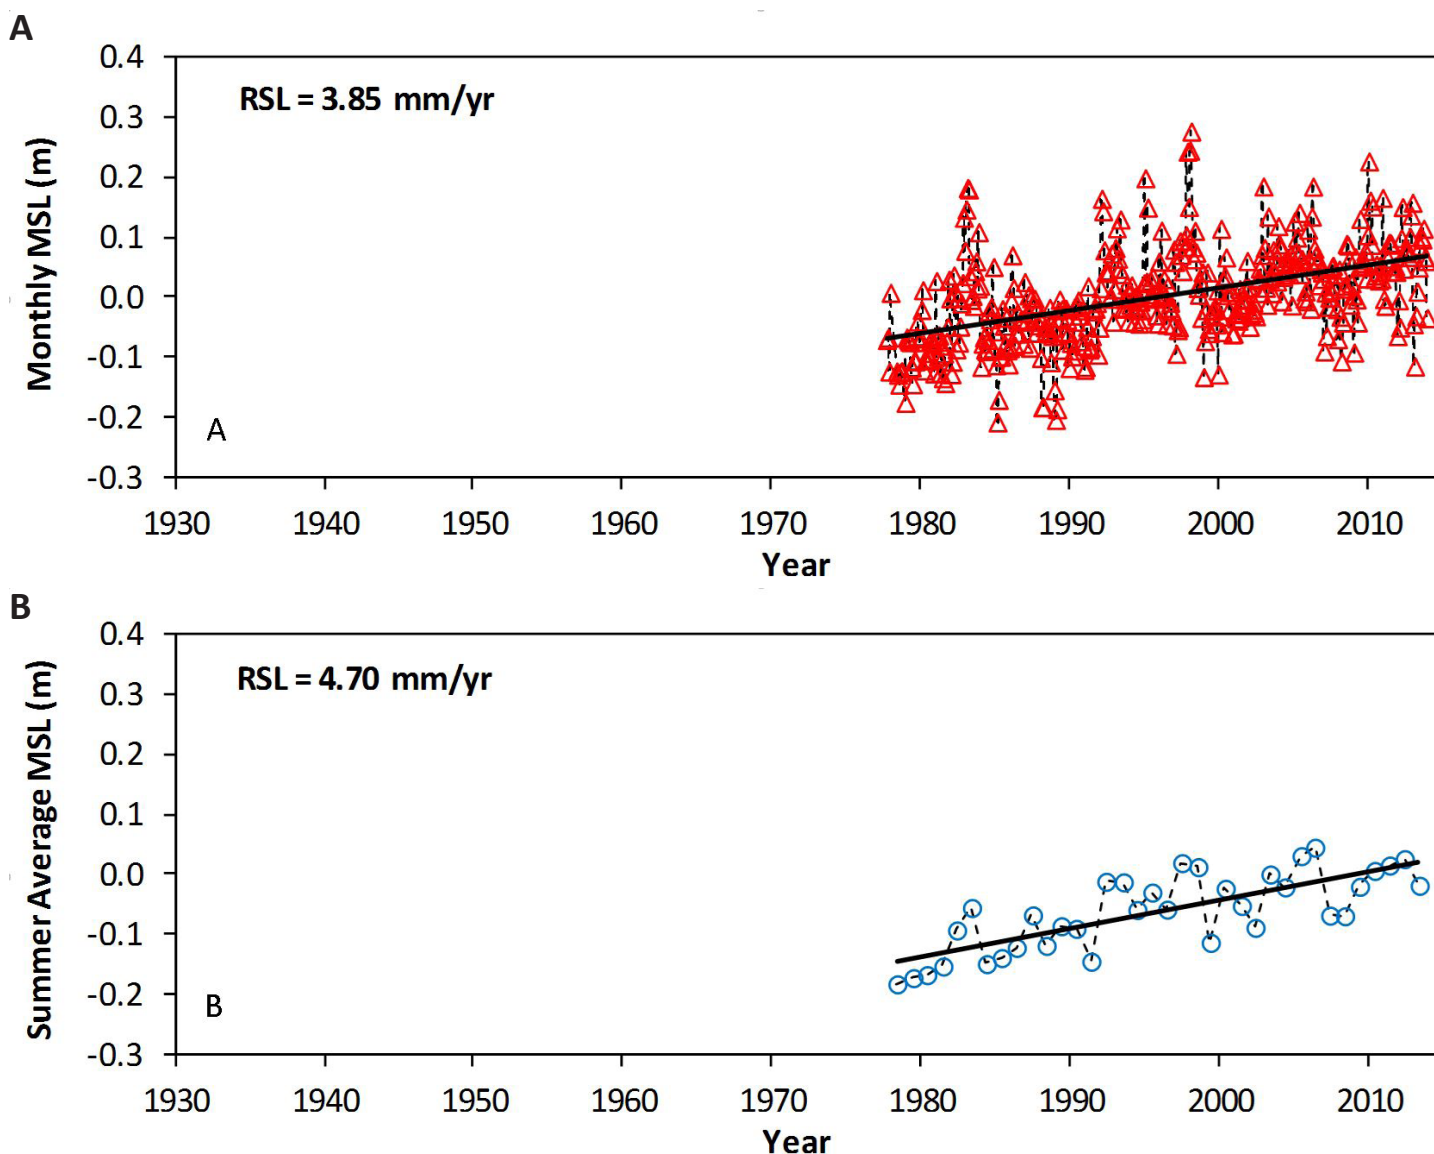 A
Monthly MSL (m)
0.4
0.3
0.2
0.1
0.0
-0.1
-0.2
-0.3
RSL = 3.85 mm/yr
A
1930 1940 1950 1960 1970 1980 1990 2000 2010
Year
B
Summer Average MSL (m)
0.4
0.3
0.2
0.1
0.0
-0.1
-0.2
-0.3
RSL = 4.70 mm/yr
B
1930 1940 1950 1960 1970 1980 1990 2000 2010
Year